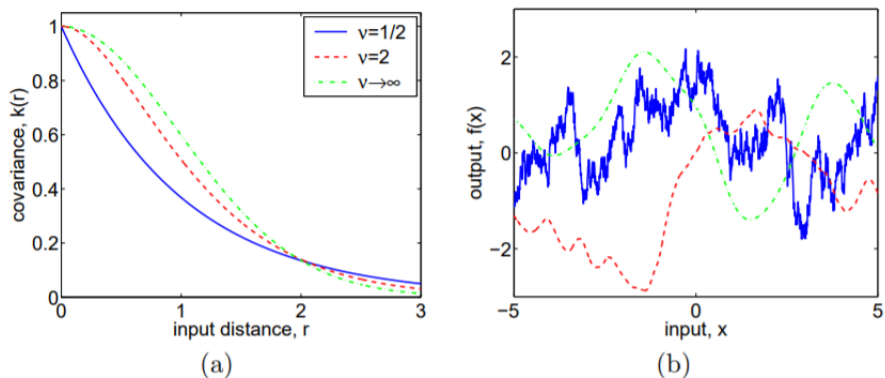 1
0.8
0.6
0.4
0.2
0
covariance, k(r)
ν=1/2
ν=2
ν→∞
0 1 2 3
input distance, r
(a)
2
0
−2
output, f(x)
−5 0 5
input, x
(b)